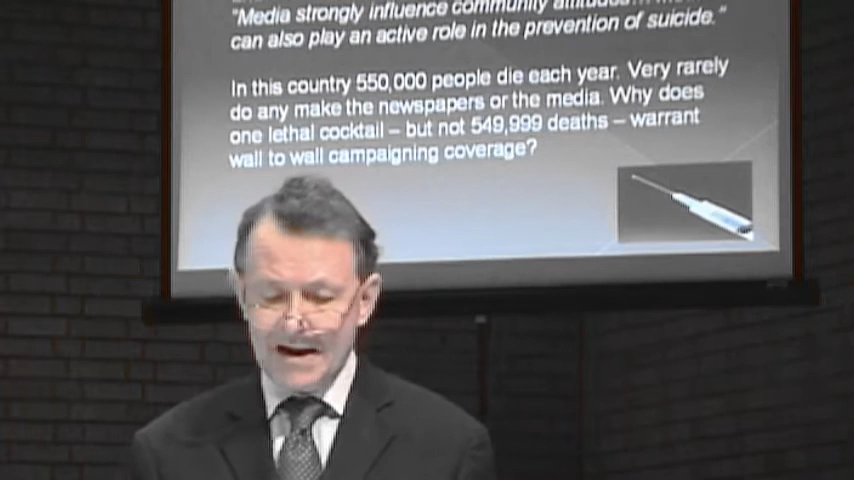 "Media strongly influence community attitudes
can also play an active role in the prevention of suicide."
In this country 550,000 people die each year. Very rarely
do any make the newspapers or the media. Why does
one lethal cocktail – but not 549,999 deaths – warrant
wall to wall campaigning coverage?